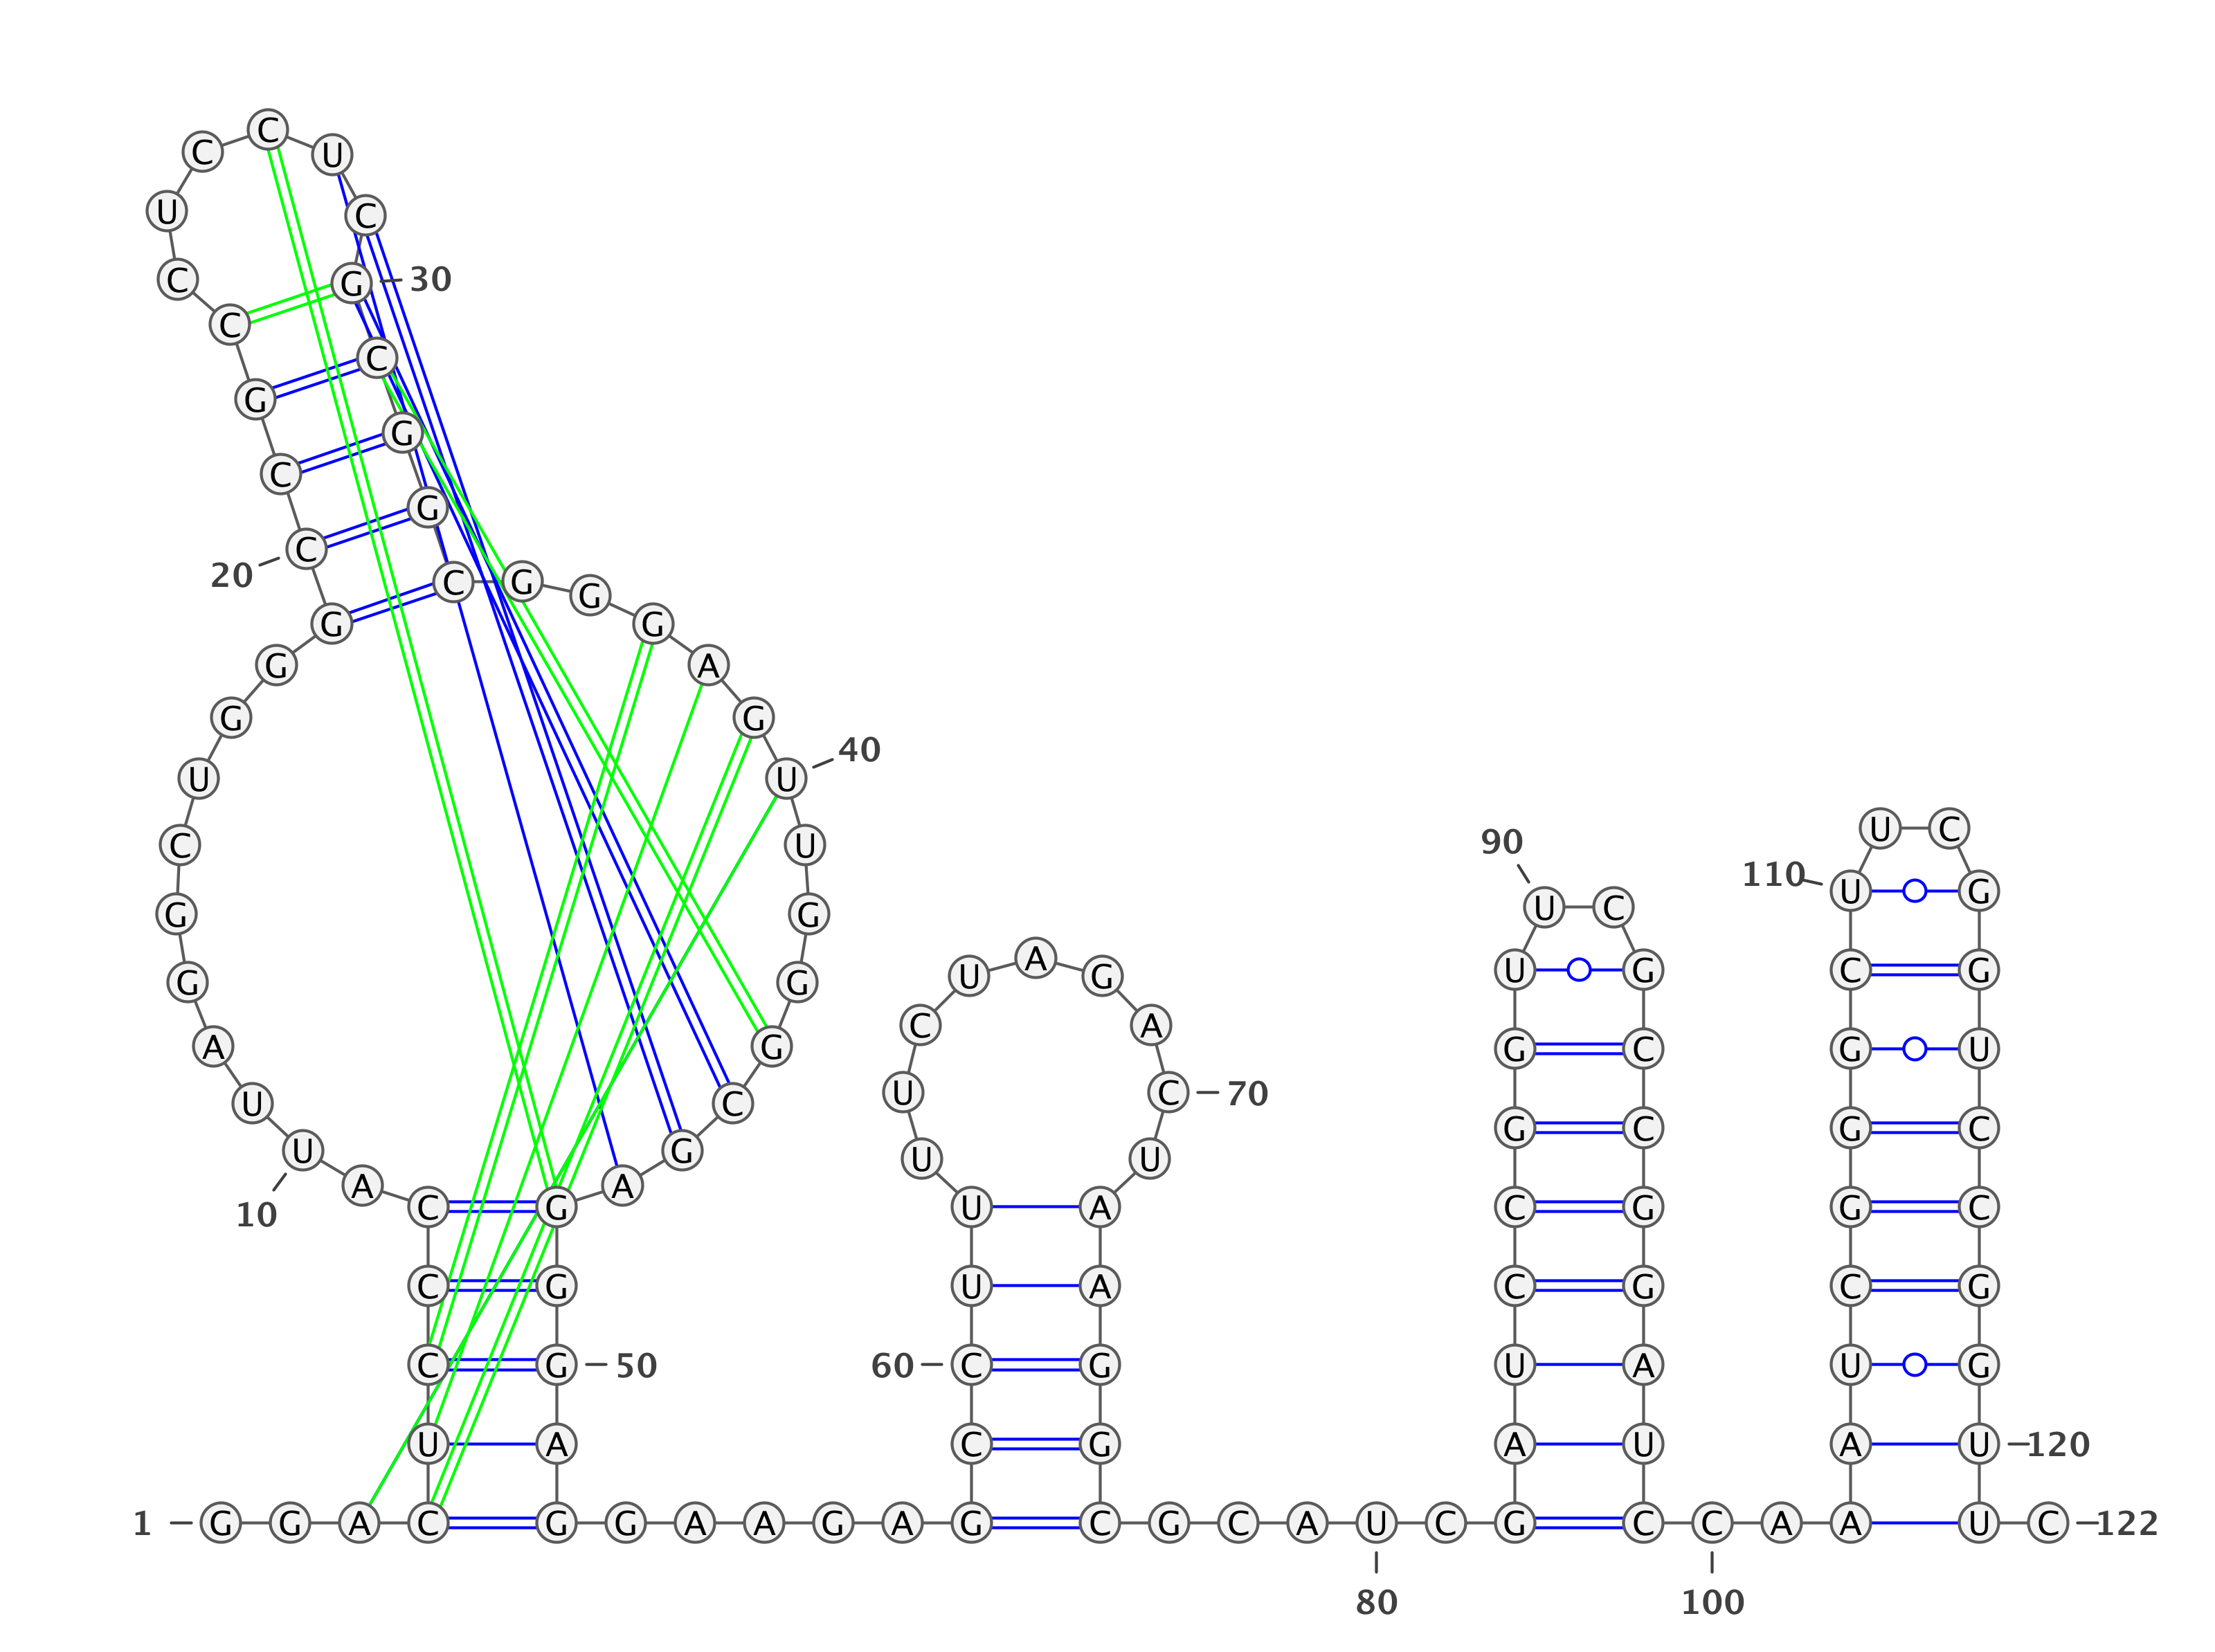 C
C U
U C
C G 30
C
C
G
G
C
G
C
20
C G G
G G
G A
G G
40
U U
U C
90
C U
110
U G
U C
G G
A
U G
U G C G
G G
C A
A G G C G U
U C 70
U C
G C G C
U G
U U
A A
10
C G U A C G G C
C G U A C G C G
C G 50 60 C G U A U G
U A C G A U A U 120
1 G G A C G G A A G A G C G C A U C G C C A A U C 122
80 100